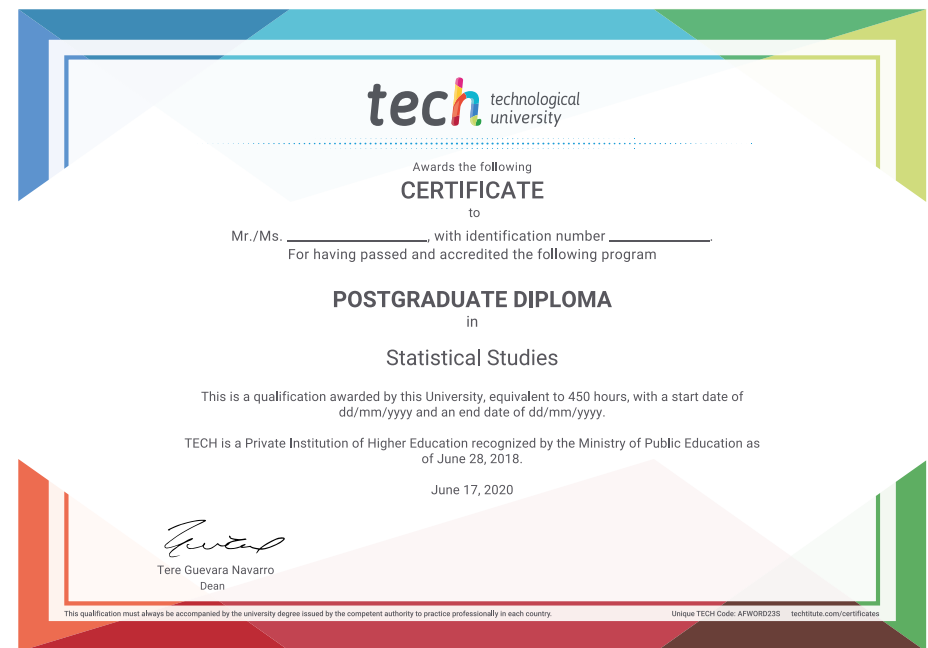 tech technological
university
Awards the following
CERTIFICATE
to
Mr./Ms. ____________________, with identification number ______________.
For having passed and accredited the following program
POSTGRADUATE DIPLOMA
in
Statistical Studies
This is a qualification awarded by this University, equivalent to 450 hours, with a start date of
dd/mm/yyyy and an end date of dd/mm/yyyy.
TECH is a Private Institution of Higher Education recognized by the Ministry of Public Education as
of June 28, 2018.
June 17, 2020
Tere Guevara Navarro
Dean
This qualification must always be accompanied by the university degree issued by the competent authority to practice professionally in each country. Unique TECH Code: AFWORD23S techtitute.com/certificates